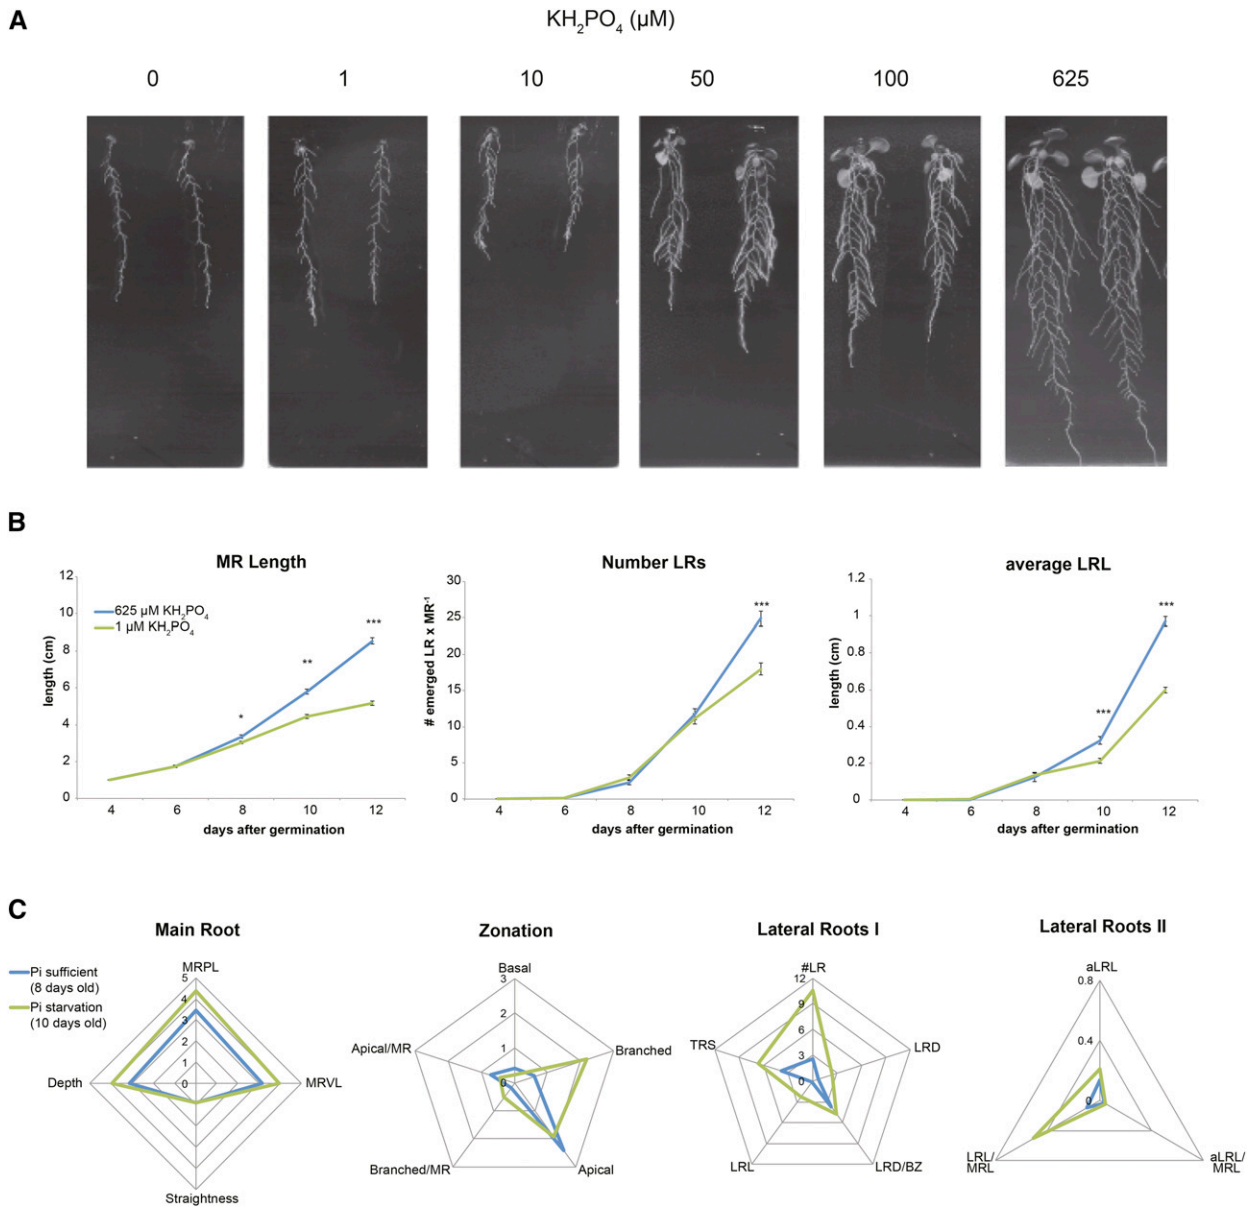 A
KH2PO4 (µM)
0 1 10 50 100 625
B
MR Length
length (cm)
12
10
8
6
4
2
0
625 µM KH2PO4
1 µM KH2PO4
*
**
***
4 6 8 10 12
days after germination
Number LRs
# emerged LR x MR-1
30
25
20
15
10
5
0
***
4 6 8 10 12
days after germination
average LRL
length (cm)
1.2
1
0.8
0.6
0.4
0.2
0
***
***
4 6 8 10 12
days after germination
C
Pi sufficient
(8 days old)
Pi starvation
(10 days old)
Main Root
MRPL
5
4
3
2
1
0
Depth
MRVL
Straightness
Zonation
Basal
3
2
1
0
Apical/MR
Branched
Branched/MR
Apical
Lateral Roots I
#LR
12
9
6
3
0
TRS
LRD
LRL
LRD/BZ
Lateral Roots II
aLRL
0.8
0.4
0
LRL/
MRL
aLRL/
MRL